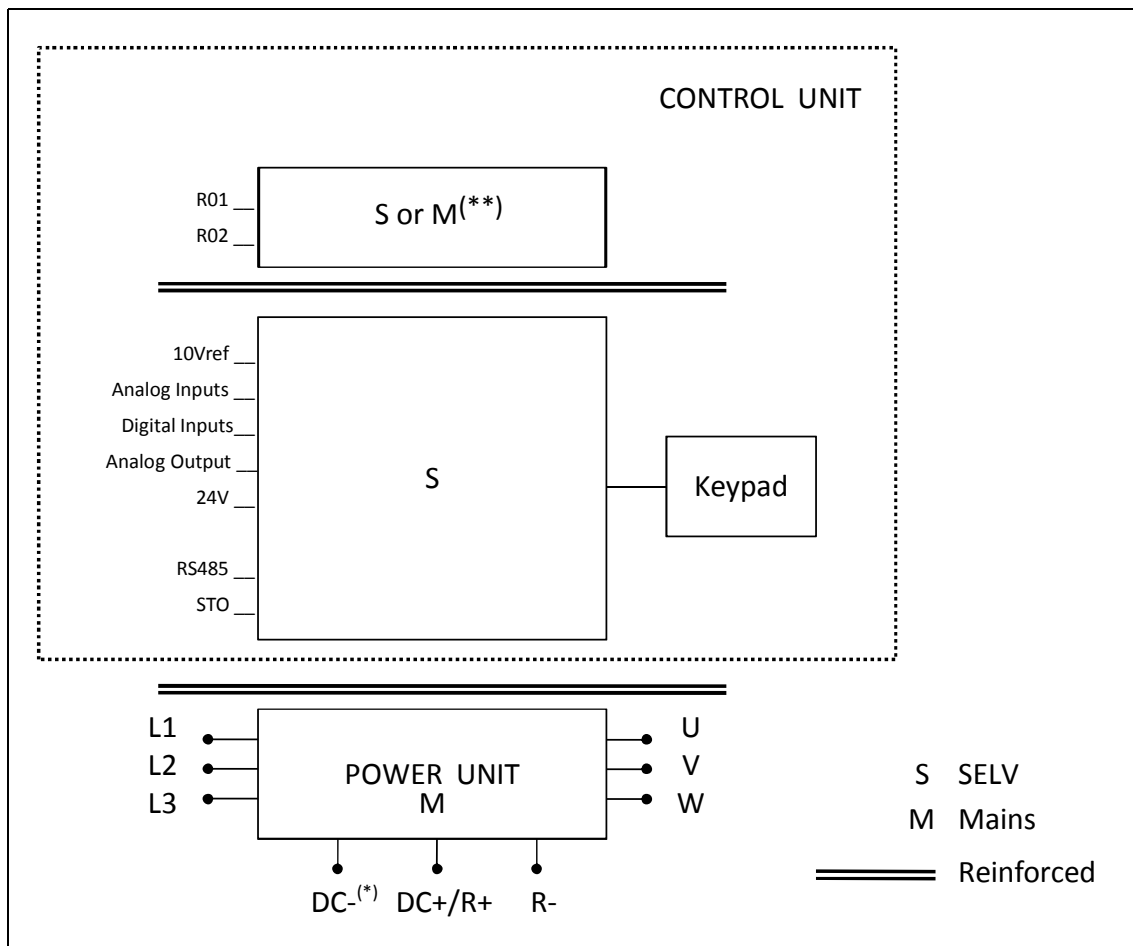 CONTROL UNIT
R01
S or M(**)
R02
10Vref
Analog Inputs
Digital Inputs
Analog Output
S
Keypad
24V
RS485
STO
L1
U
L2
POWER UNIT
V
L3
M
W
S SELV
M Mains
Reinforced
DC-(*) DC+/R+ R-